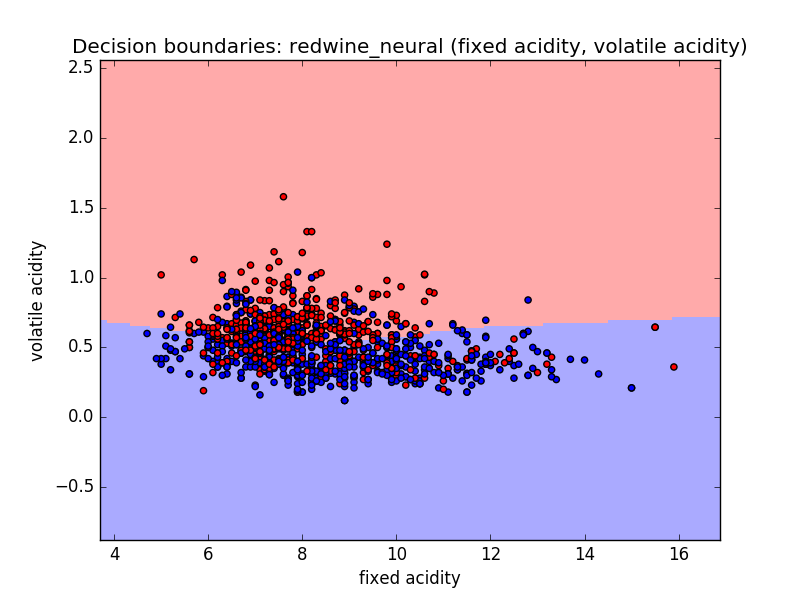 Decision boundaries: redwine_neural (fixed acidity, volatile acidity)
2.5
2.0
1.5
1.0
0.5
0.0
−0.5
volatile acidity
4 6 8 10 12 14 16
fixed acidity